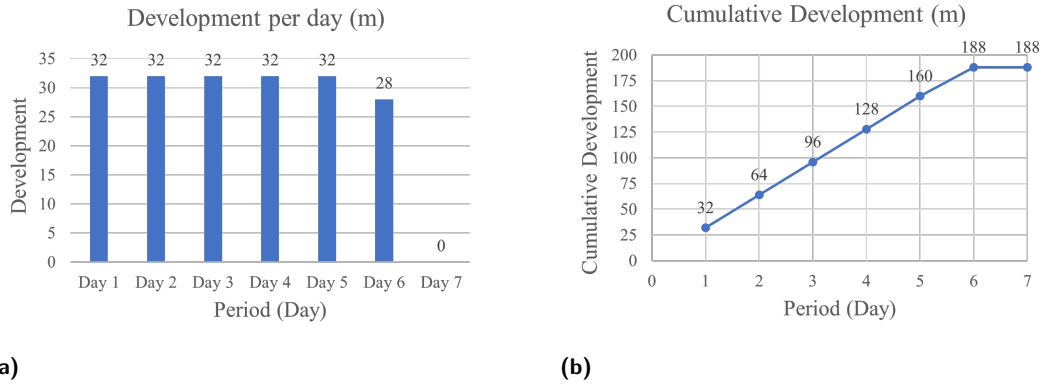 Development per day (m)
35
30
25
20
15
10
5
0
Development
32
32
32
32
32
28
0
Day 1
Day 2
Day 3
Day 4
Day 5
Day 6
Day 7
Period (Day)
a)
Cumulative Development (m)
200
175
150
125
100
75
50
25
0
Cumulative Development
32
64
96
128
160
188
188
0
1
2
3
4
5
6
7
Period (Day)
(b)